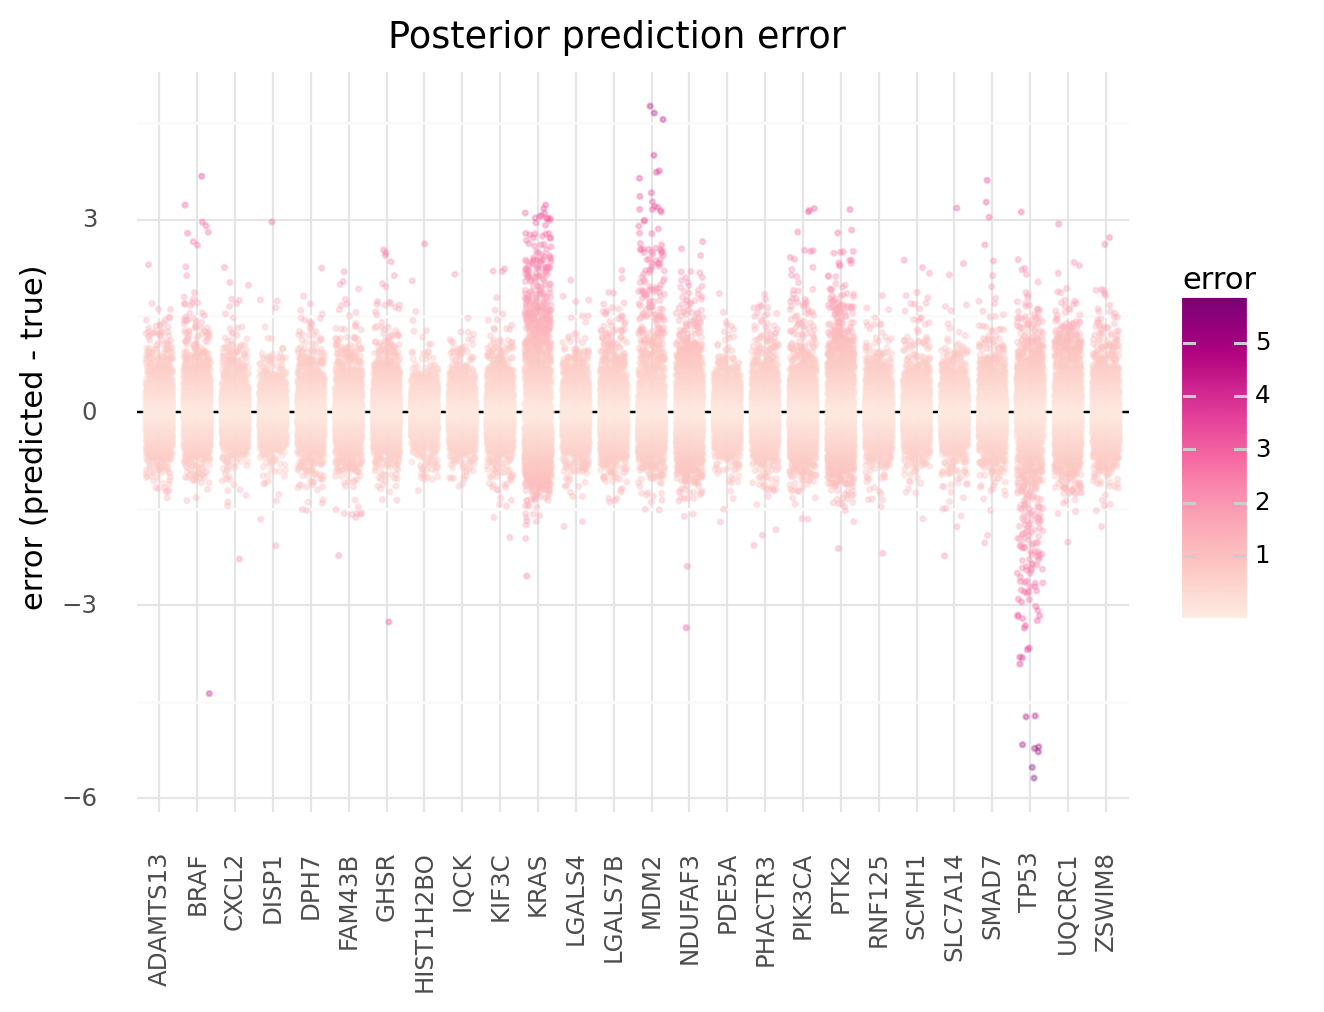 Posterior prediction error
error (predicted - true)
3
0
−3
−6
ADAMTS13
BRAF
CXCL2
DISP1
DPH7
FAM43B
GHSR
HIST1H2BO
IQCK
KIF3C
KRAS
LGALS4
LGALS7B
MDM2
NDUFAF3
PDE5A
PHACTR3
PIK3CA
PTK2
RNF125
SCMH1
SLC7A14
SMAD7
TP53
UQCRC1
ZSWIM8
error
5
4
3
2
1